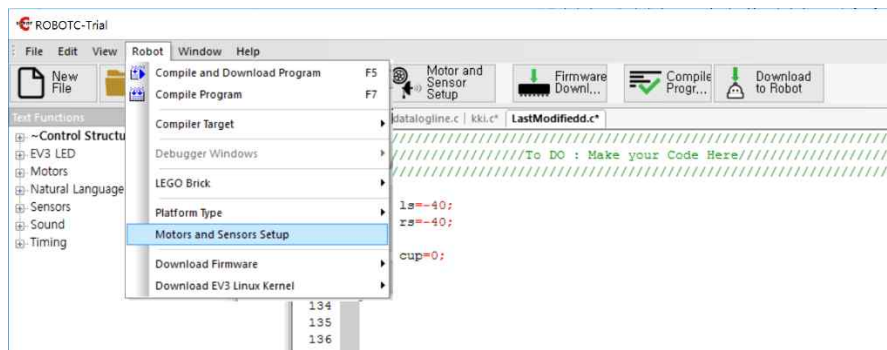 ROBOTC-Trial
File Edit View Robot Window Help
New File
Motor and Sensor Setup
Firmware Downl...
Compile Progr...
Download to Robot
Text Functions
~Control Structu
EV3 LED
Motors
Natural Language
Sensors
Sound
Timing
Compile and Download Program F5
Compile Program F7
Compiler Target
Debugger Windows
LEGO Brick
Platform Type
Motors and Sensors Setup
Download Firmware
Download EV3 Linux Kernel
datalogline.c kki.c* LastModifiedd.c*
//////////////////To DO : Make your Code Here//////////////////
ls=-40;
rs=-40;
cup=0;
134
135
136